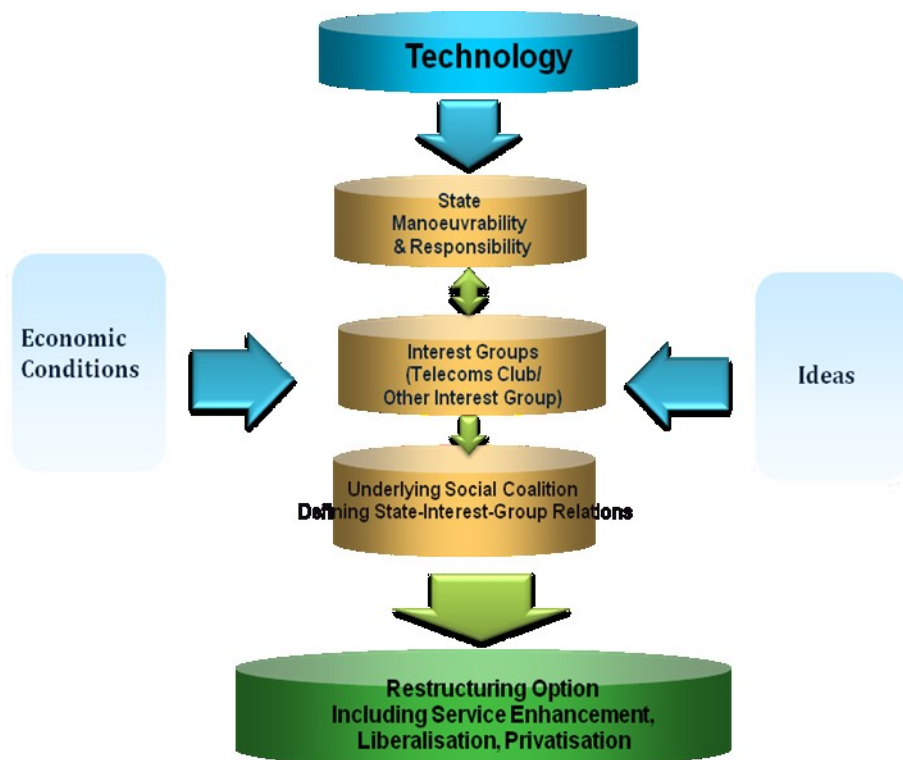 Technology
State
Manoeuvrability
& Responsibility
Economic
Conditions
Interest Groups
(Telecoms Club/
Other Interest Group)
Ideas
Underlying Social Coalition
Defining State-Interest-Group Relations
Restructuring Option
Including Service Enhancement,
Liberalisation, Privatisation